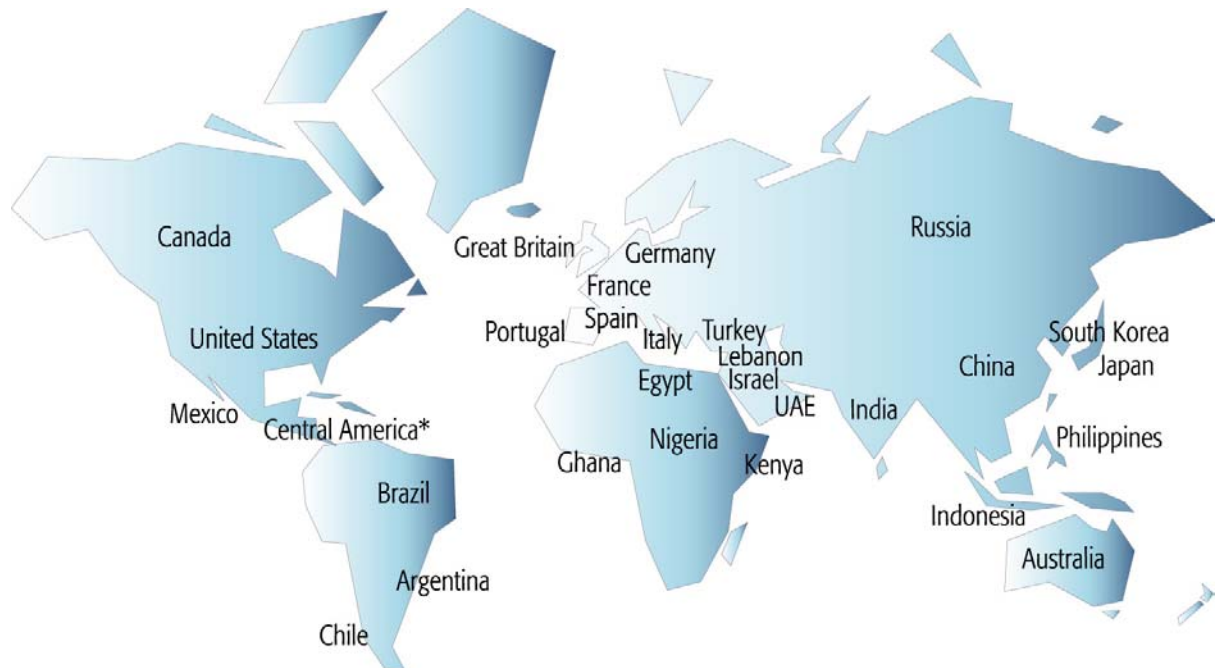 Canada
Russia
Great Britain
Germany
France
United States
Portugal
Spain
Italy
Turkey
South Korea
Lebanon
China
Japan
Egypt
Israel
Mexico
UAE
India
Central America*
Nigeria
Philippines
Ghana
Kenya
Brazil
Indonesia
Australia
Argentina
Chile